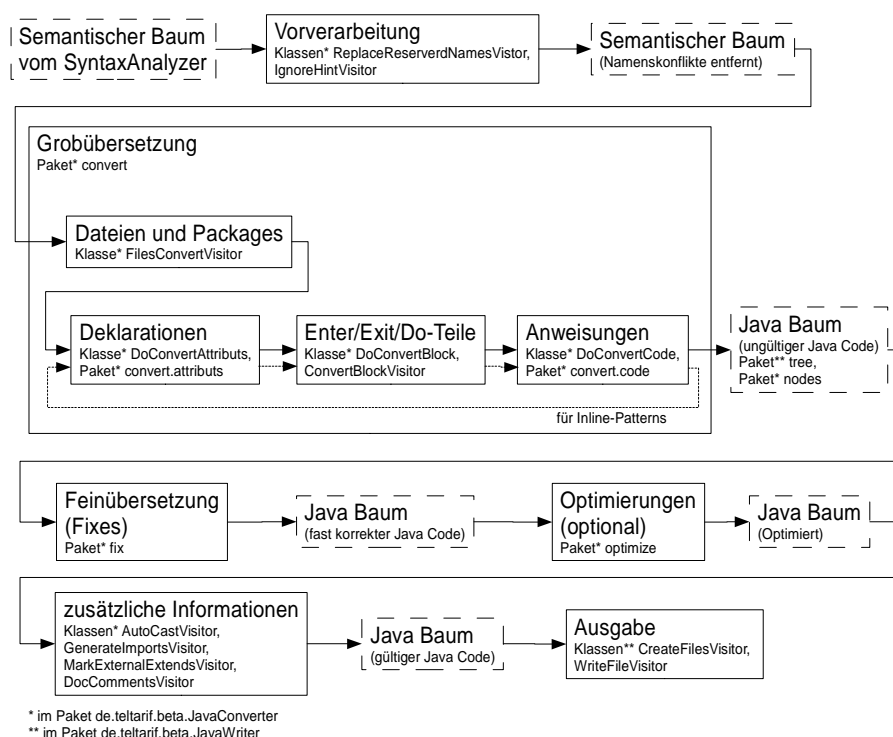 Semantischer Baum
vom SyntaxAnalyzer
Vorverarbeitung
Klassen* ReplaceReserverdNamesVistor,
IgnoreHintVisitor
Semantischer Baum
(Namenskonflikte entfernt)
Grobübersetzung
Paket* convert
Dateien und Packages
Klasse* FilesConvertVisitor
Deklarationen
Klasse* DoConvertAttributs,
Paket* convert.attributs
Enter/Exit/Do-Teile
Klasse* DoConvertBlock,
ConvertBlockVisitor
Anweisungen
Klasse* DoConvertCode,
Paket* convert.code
für Inline-Patterns
Java Baum
(ungültiger Java Code)
Paket** tree,
Paket* nodes
Feinübersetzung
(Fixes)
Paket* fix
Java Baum
(fast korrekter Java Code)
Optimierungen
(optional)
Paket* optimize
Java Baum
(Optimiert)
zusätzliche Informationen
Klassen* AutoCastVisitor,
GenerateImportsVisitor,
MarkExternalExtendsVisitor,
DocCommentsVisitor
Java Baum
(gültiger Java Code)
Ausgabe
Klassen** CreateFilesVisitor,
WriteFileVisitor
* im Paket de.teltarif.beta.JavaConverter
** im Paket de.teltarif.beta.JavaWriter